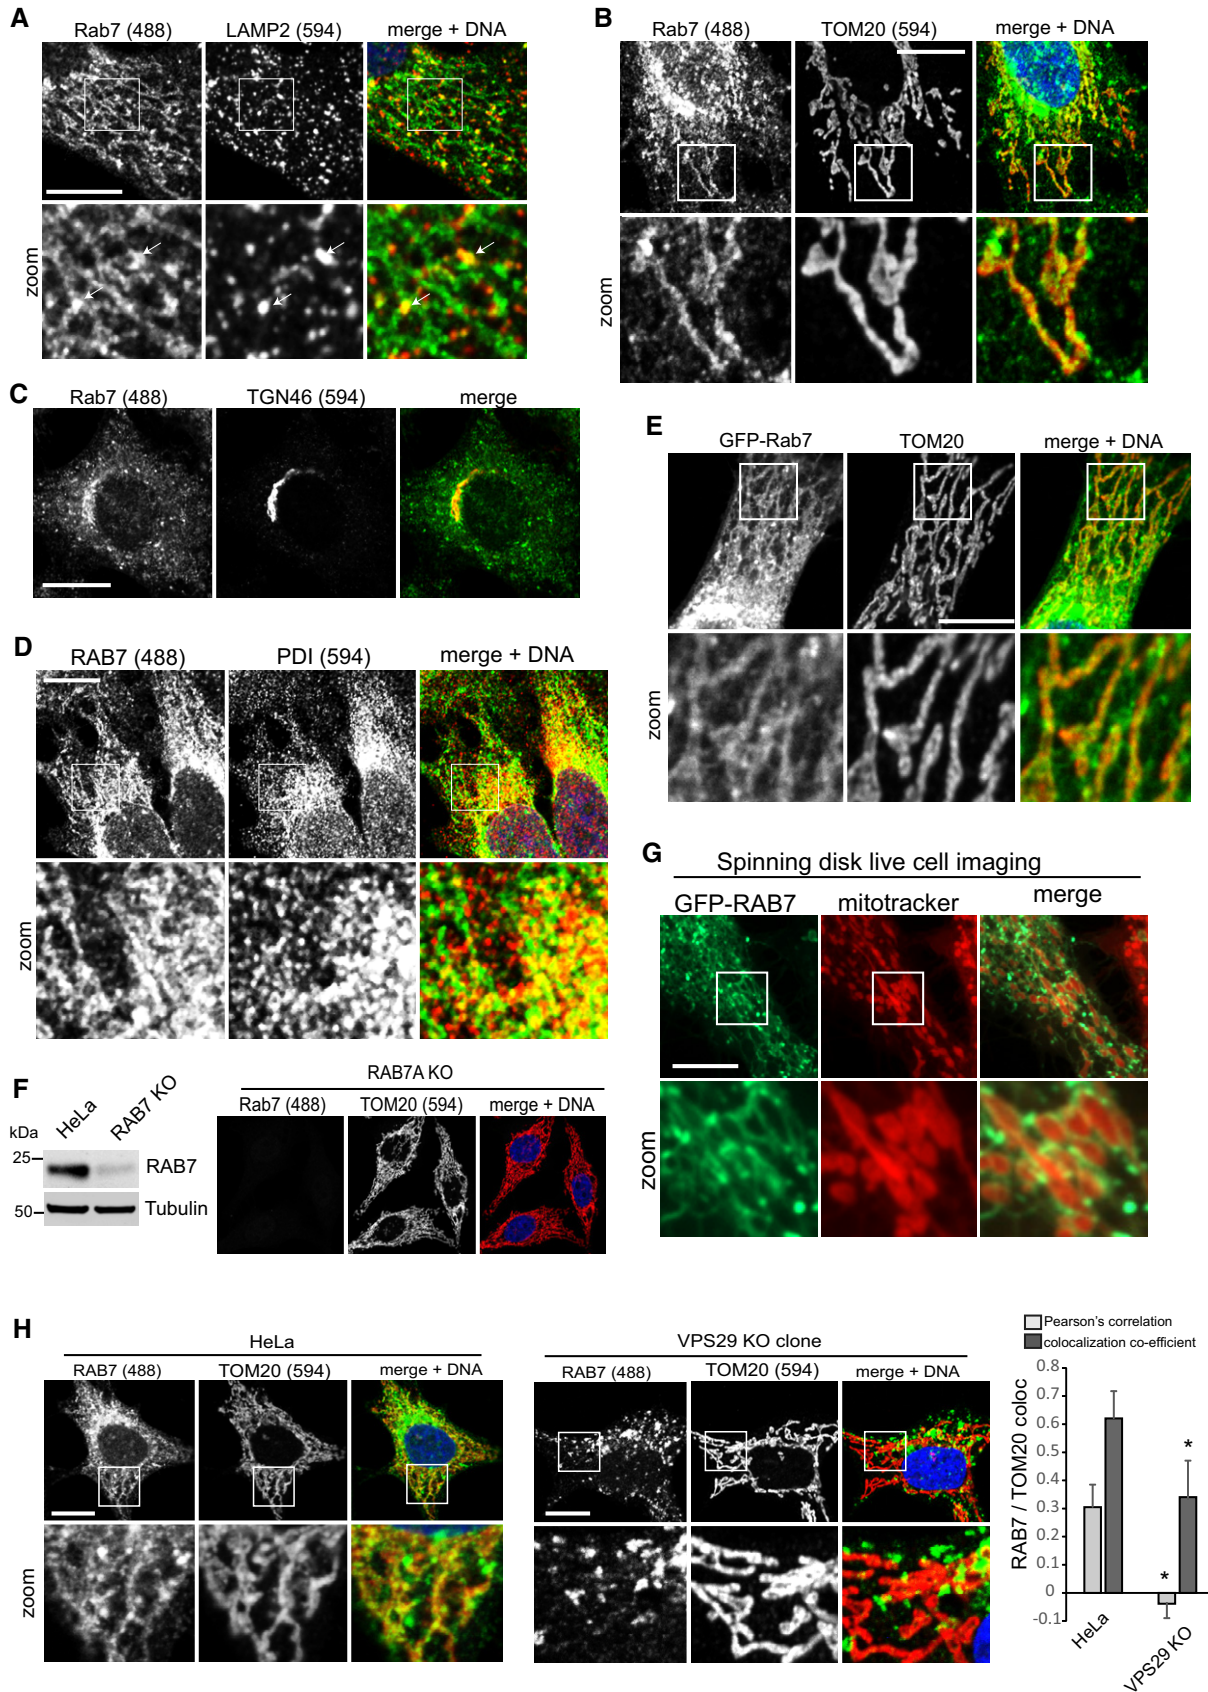 A
Rab7 (488) LAMP2 (594) merge + DNA
zoom
B
Rab7 (488) TOM20 (594) merge + DNA
zoom
C
Rab7 (488) TGN46 (594) merge
D
RAB7 (488) PDI (594) merge + DNA
zoom
E
GFP-Rab7 TOM20 merge + DNA
zoom
F
HeLa RAB7 KO
kDa
25 RAB7
50 Tubulin
RAB7A KO
Rab7 (488) TOM20 (594) merge + DNA
G
Spinning disk live cell imaging
GFP-RAB7 mitotracker merge
zoom
H
HeLa
RAB7 (488) TOM20 (594) merge + DNA
zoom
VPS29 KO clone
RAB7 (488) TOM20 (594) merge + DNA
Pearson's correlation
colocalization co-efficient
RAB7 / TOM20 coloc
0.8
0.7
0.6
0.5
0.4
0.3
0.2
0.1
0
-0.1
* *
HeLa VPS29 KO